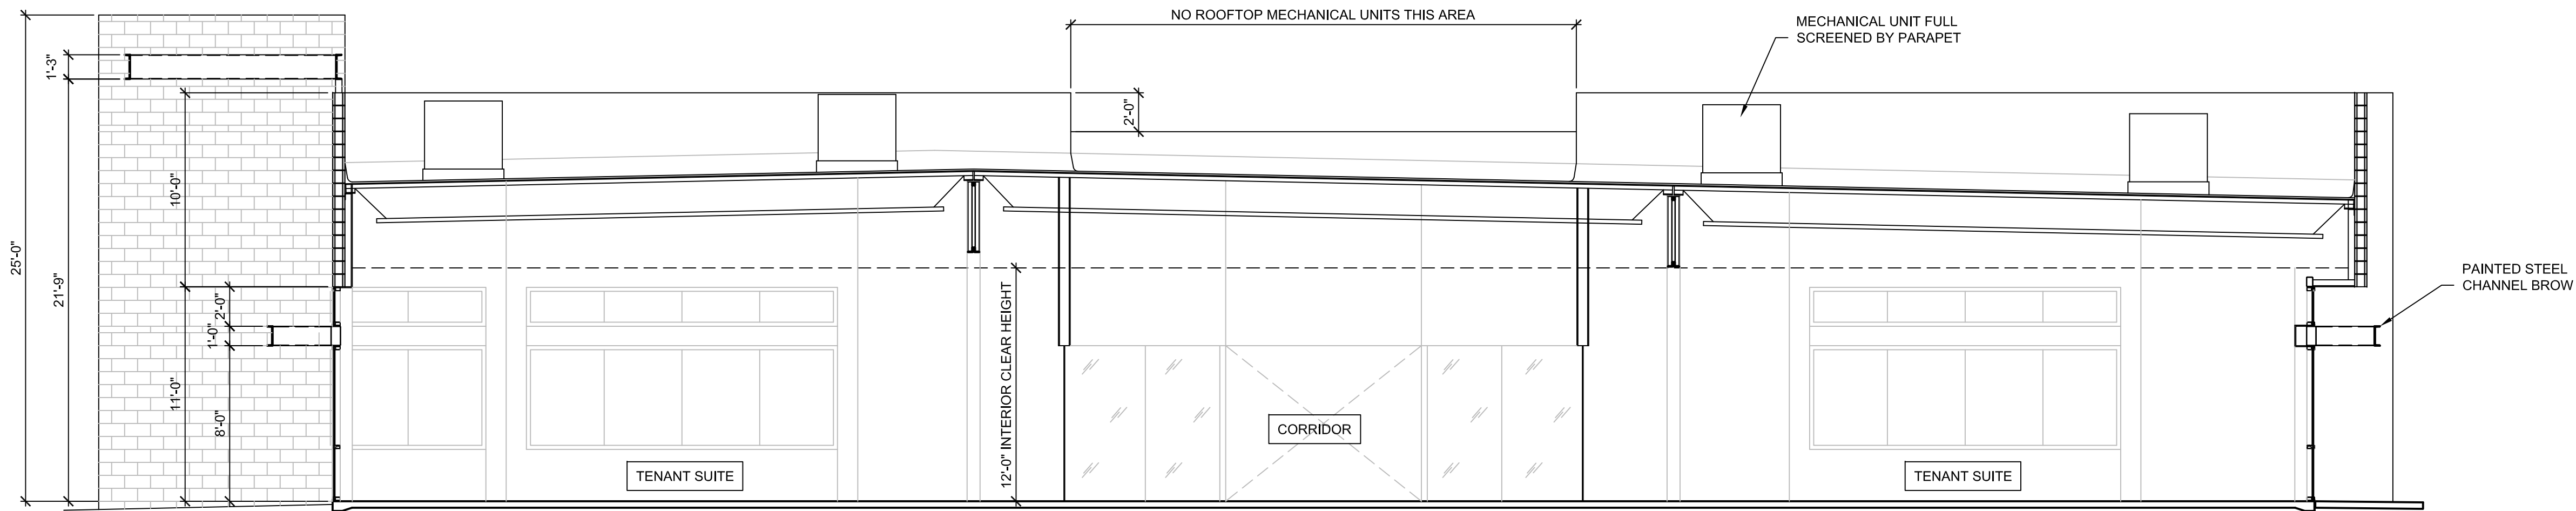 NO ROOFTOP MECHANICAL UNITS THIS AREA
MECHANICAL UNIT FULL
SCREENED BY PARAPET
1'-3"
2'-0"
10'-0"
25'-0"
21'-9"
2'-0"
1'-0"
11'-0"
8'-0"
12'-0" INTERIOR CLEAR HEIGHT
PAINTED STEEL
CHANNEL BROW
CORRIDOR
TENANT SUITE
TENANT SUITE